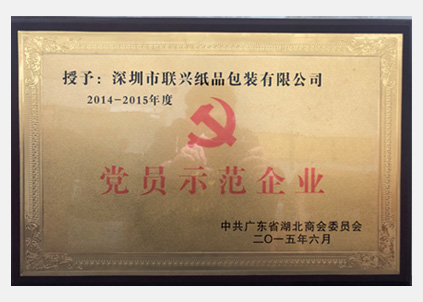 授予：深圳市联兴纸品包装有限公司
2014-2015年度
党员示范企业
中共广东省湖北商会委员会
二〇一五年六月